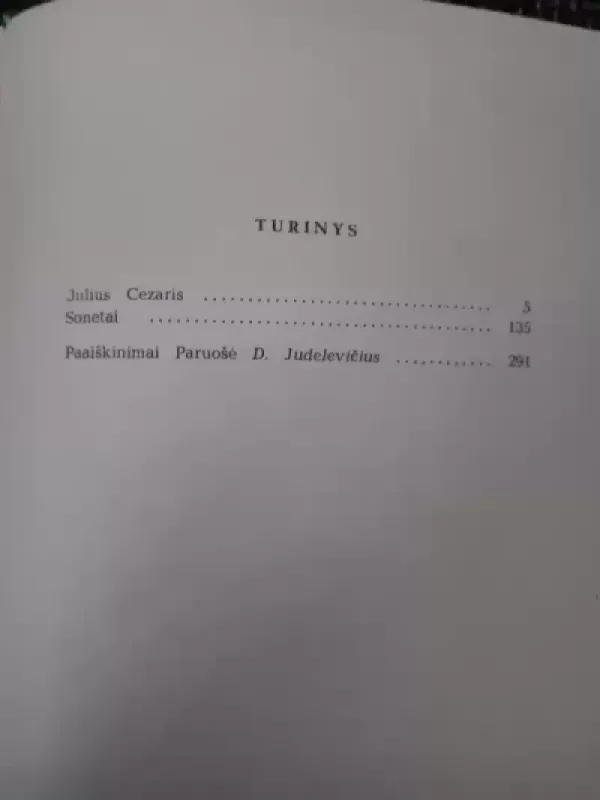 TURINYS
Julius Cezaris ........................................ 5
Sonetai ........................................ 135
Paaiškinimai Paruošė D. Judelevičius ............ 291